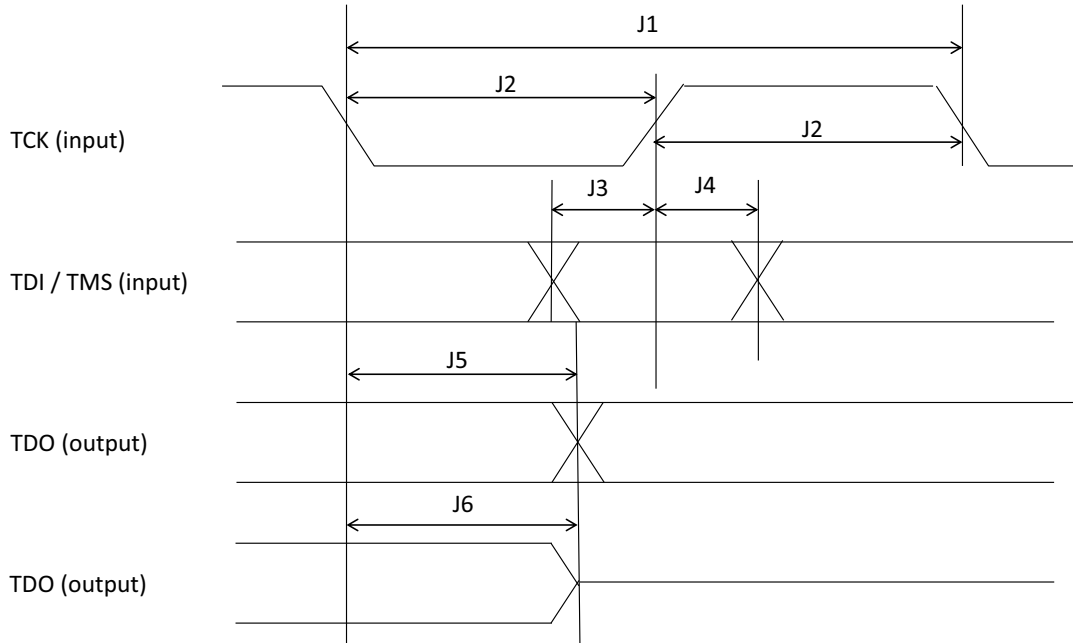 J1
J2
TCK (input)
J2
J3
J4
TDI / TMS (input)
J5
TDO (output)
J6
TDO (output)